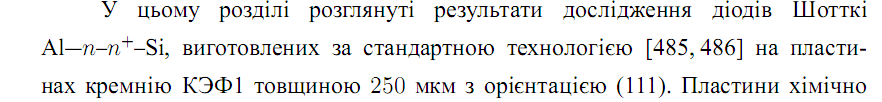 У цьому розділі розглянуті результати дослідження діодів Шотткі
Al—n–n⁺–Si, виготовлених за стандартною технологією [485, 486] на пласти-
нах кремнію КЭФ1 товщиною 250 мкм з орієнтацією (111). Пластини хімічно